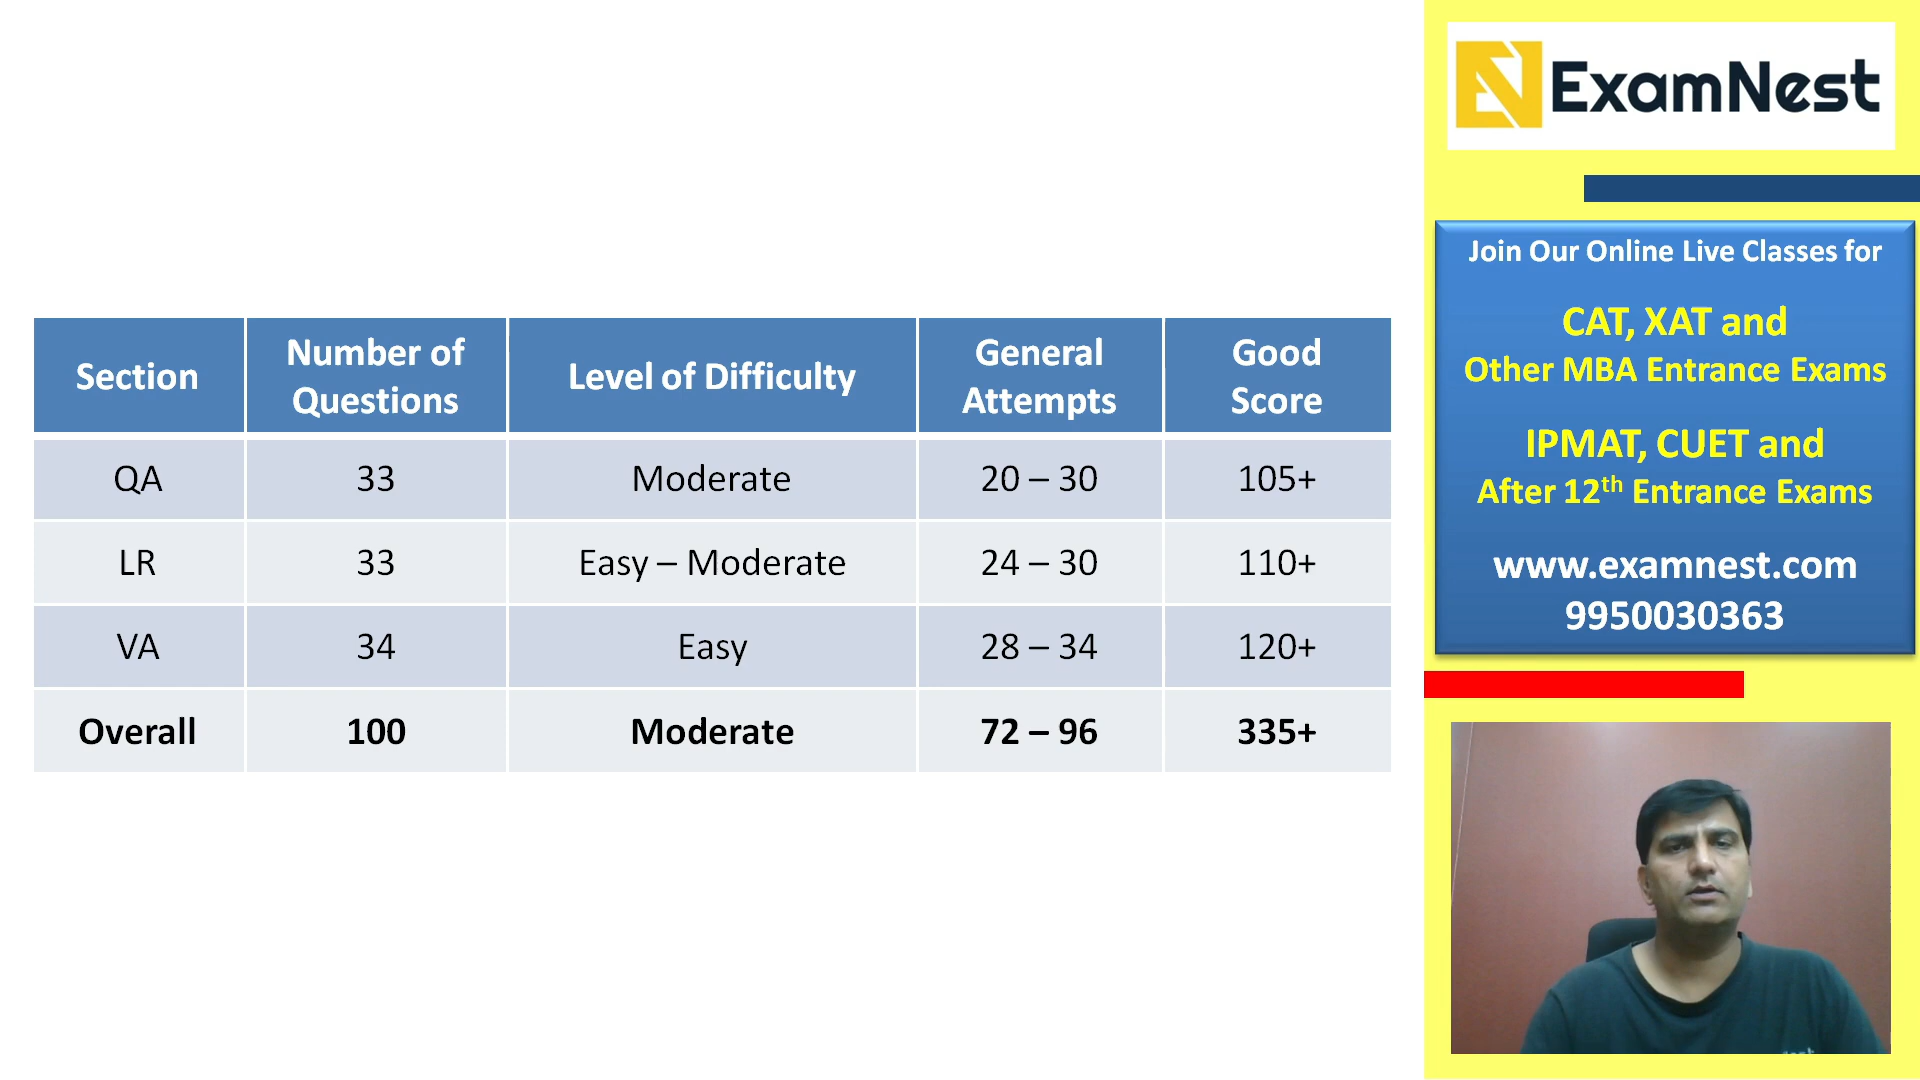 Section
Number of
Questions
Level of Difficulty
General
Attempts
Good
Score
QA 33 Moderate 20 – 30 105+
LR 33 Easy – Moderate 24 – 30 110+
VA 34 Easy 28 – 34 120+
Overall 100 Moderate 72 – 96 335+
ExamNest
Join Our Online Live Classes for
CAT, XAT and
Other MBA Entrance Exams
IPMAT, CUET and
After 12th Entrance Exams
www.examnest.com
9950030363